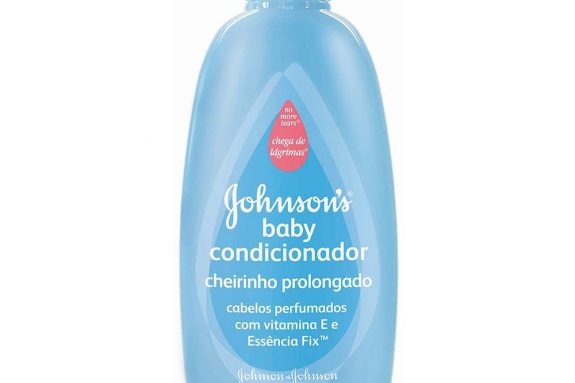 no
more
tears®
chega de
lágrimas®
Johnson's®
baby
condicionador
cheirinho prolongado
cabelos perfumados
com vitamina E e
Essência Fix™
Johnson & Johnson